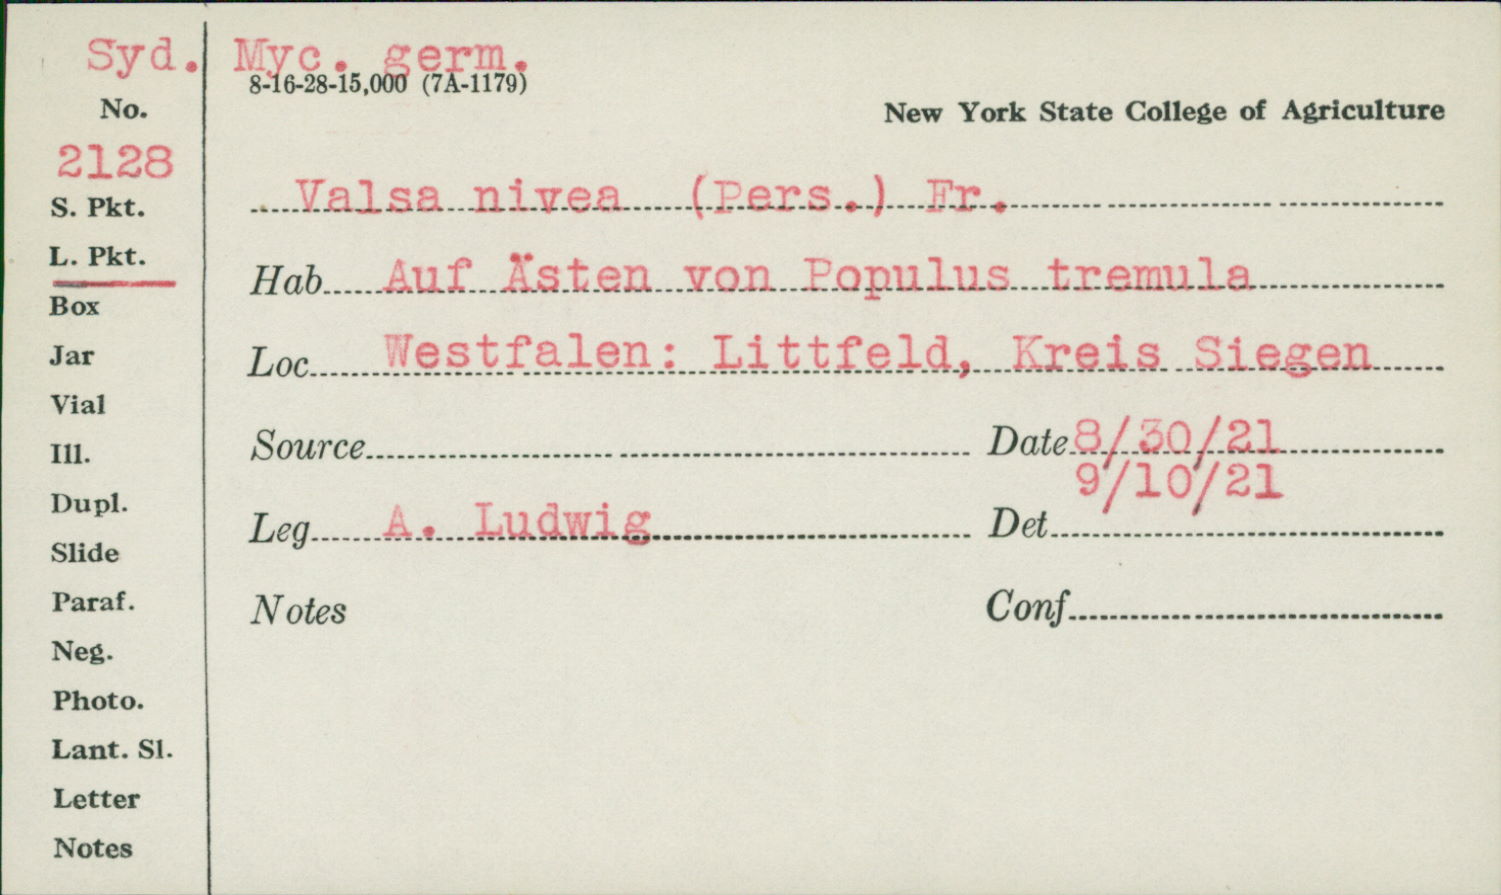 Syd. Myc. germ.
8-16-28-15,000 (7A-1179)
No.
New York State College of Agriculture
2128
S. Pkt.
Valsa nivea (Pers.) Fr.
L. Pkt.
Hab Auf Ästen von Populus tremula
Box
Jar
Loc Westfalen: Littfeld, Kreis Siegen
Vial
Ill.
Source Date 8/30/21
9/10/21
Dupl.
Leg A. Ludwig Det
Slide
Paraf.
Notes Conf
Neg.
Photo.
Lant. Sl.
Letter
Notes